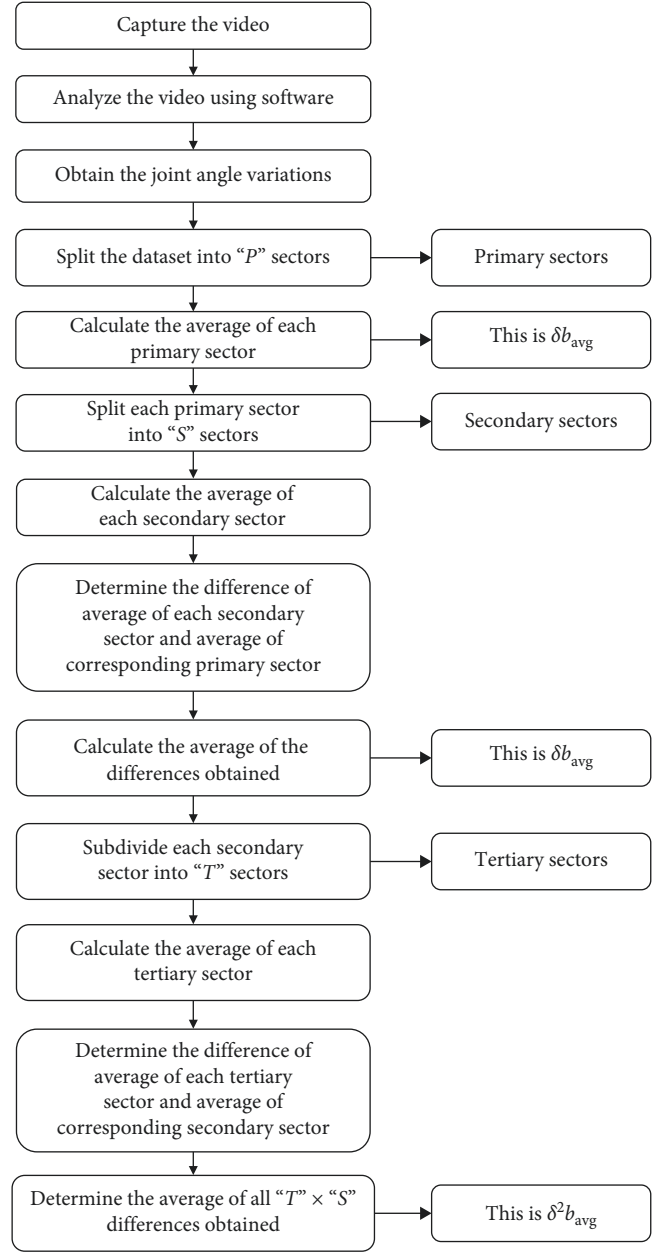 Capture the video
Analyze the video using software
Obtain the joint angle variations
Split the dataset into “P” sectors
Primary sectors
Calculate the average of each
primary sector
This is δb_avg
Split each primary sector
into “S” sectors
Secondary sectors
Calculate the average of
each secondary sector
Determine the difference of
average of each secondary
sector and average of
corresponding primary sector
Calculate the average of the
differences obtained
This is δb_avg
Subdivide each secondary
sector into “T” sectors
Tertiary sectors
Calculate the average of each
tertiary sector
Determine the difference of
average of each tertiary
sector and average of
corresponding secondary sector
Determine the average of all “T” × “S”
differences obtained
This is δ²b_avg